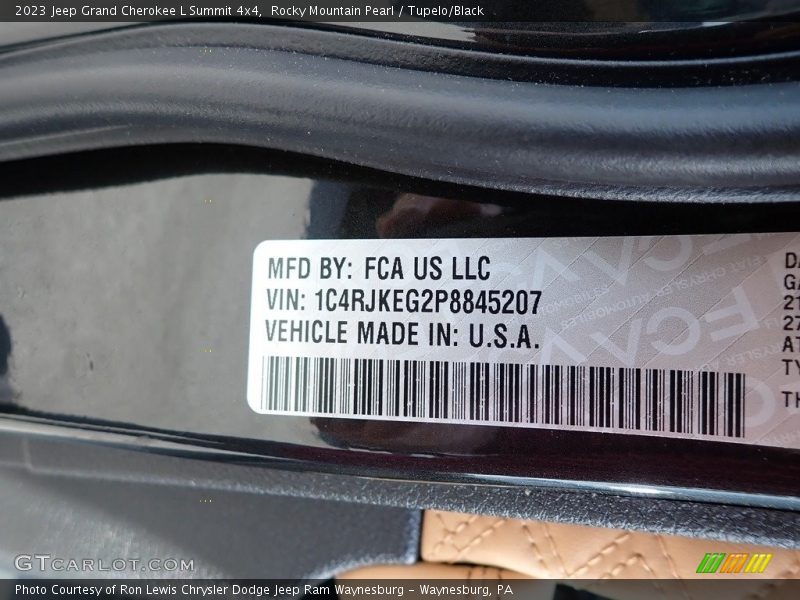 2023 Jeep Grand Cherokee L Summit 4x4, Rocky Mountain Pearl / Tupelo/Black
MFD BY: FCA US LLC
VIN: 1C4RJKEG2P8845207
VEHICLE MADE IN: U.S.A.
FCA
GTCARLOT.COM
Photo Courtesy of Ron Lewis Chrysler Dodge Jeep Ram Waynesburg – Waynesburg, PA